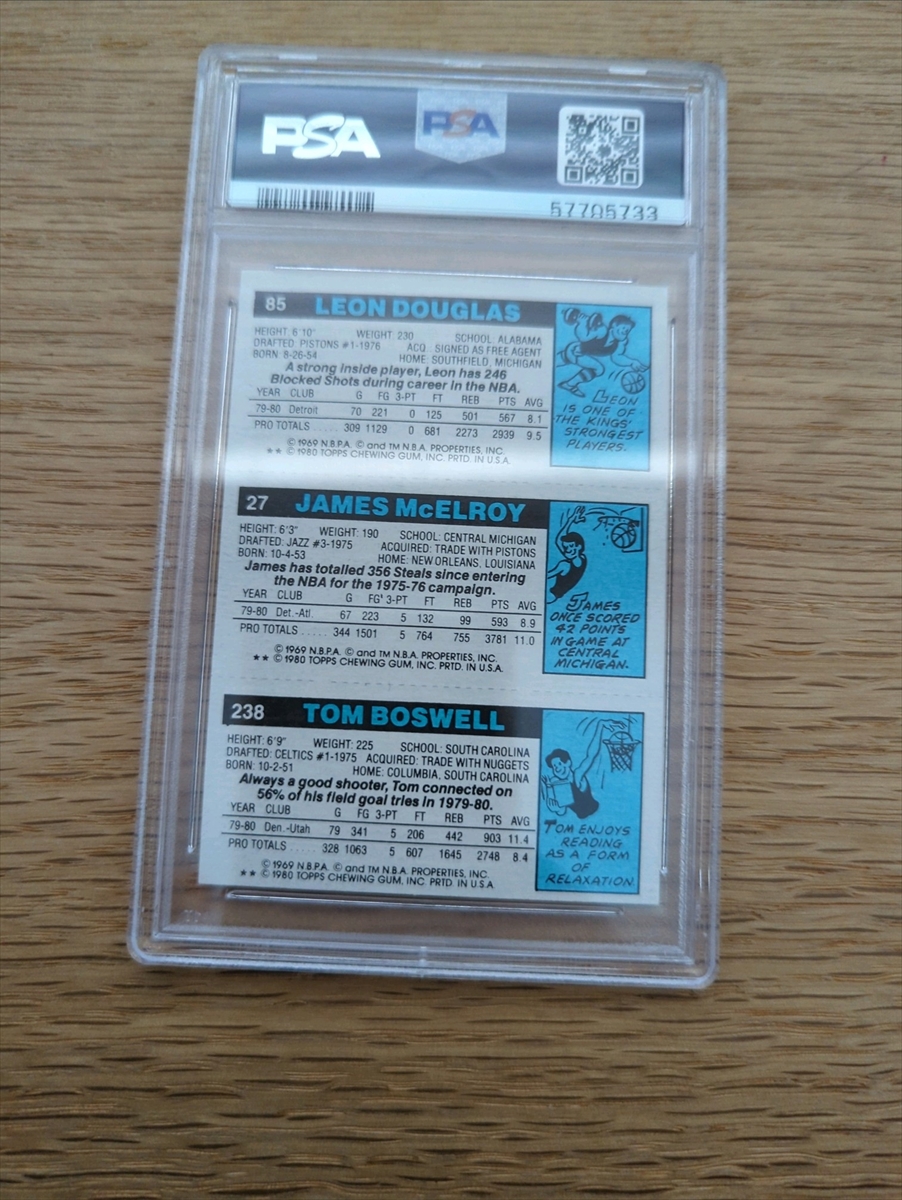 PSA
PSA
57705733
85 LEON DOUGLAS
HEIGHT: 6'10" WEIGHT: 230 SCHOOL: ALABAMA
DRAFTED: PISTONS #1-1976 ACQ.: SIGNED AS FREE AGENT
BORN: 8-26-54 HOME: SOUTHFIELD, MICHIGAN
A strong inside player, Leon has 246
Blocked Shots during career in the NBA.
YEAR CLUB G FG 3-PT FT REB PTS AVG
79-80 Detroit 70 221 0 125 501 567 8.1
PRO TOTALS ...... 309 1129 0 681 2273 2939 9.5
© 1969 N.B.P.A. © and TM N.B.A. PROPERTIES, INC.
★★ © 1980 TOPPS CHEWING GUM, INC. PRTD. IN U.S.A.
LEON
IS ONE OF
THE KINGS'
STRONGEST
PLAYERS.
27 JAMES McELROY
HEIGHT: 6'3" WEIGHT: 190 SCHOOL: CENTRAL MICHIGAN
DRAFTED: JAZZ #3-1975 ACQUIRED: TRADE WITH PISTONS
BORN: 10-4-53 HOME: NEW ORLEANS, LOUISIANA
James has totalled 356 Steals since entering
the NBA for the 1975-76 campaign.
YEAR CLUB G FG 3-PT FT REB PTS AVG
79-80 Det.-Atl. 67 223 5 132 99 593 8.9
PRO TOTALS ...... 344 1501 5 764 755 3781 11.0
© 1969 N.B.P.A. © and TM N.B.A. PROPERTIES, INC.
★★ © 1980 TOPPS CHEWING GUM, INC. PRTD. IN U.S.A.
JAMES
ONCE SCORED
42 POINTS
IN GAME AT
CENTRAL
MICHIGAN.
238 TOM BOSWELL
HEIGHT: 6'9" WEIGHT: 225 SCHOOL: SOUTH CAROLINA
DRAFTED: CELTICS #1-1975 ACQUIRED: TRADE WITH NUGGETS
BORN: 10-2-51 HOME: COLUMBIA, SOUTH CAROLINA
Always a good shooter, Tom connected on
56% of his field goal tries in 1979-80.
YEAR CLUB G FG 3-PT FT REB PTS AVG
79-80 Den.-Utah 79 341 5 206 442 903 11.4
PRO TOTALS ...... 328 1063 5 607 1645 2748 8.4
© 1969 N.B.P.A. © and TM N.B.A. PROPERTIES, INC.
★★ © 1980 TOPPS CHEWING GUM, INC. PRTD. IN U.S.A.
TOM ENJOYS
READING
AS A FORM
OF
RELAXATION